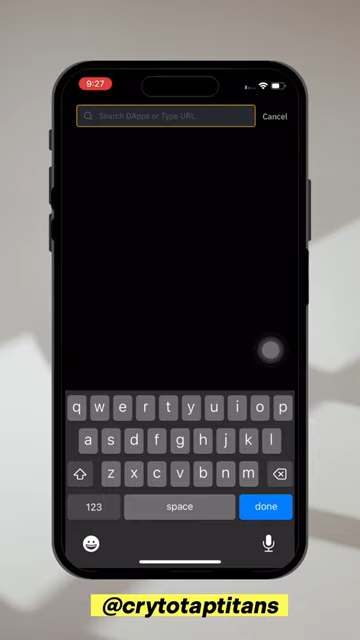 9:27
Search DApps or Type URL
Cancel
q w e r t y u i o p
a s d f g h j k l
z x c v b n m
123 space done
@crytotaptitans